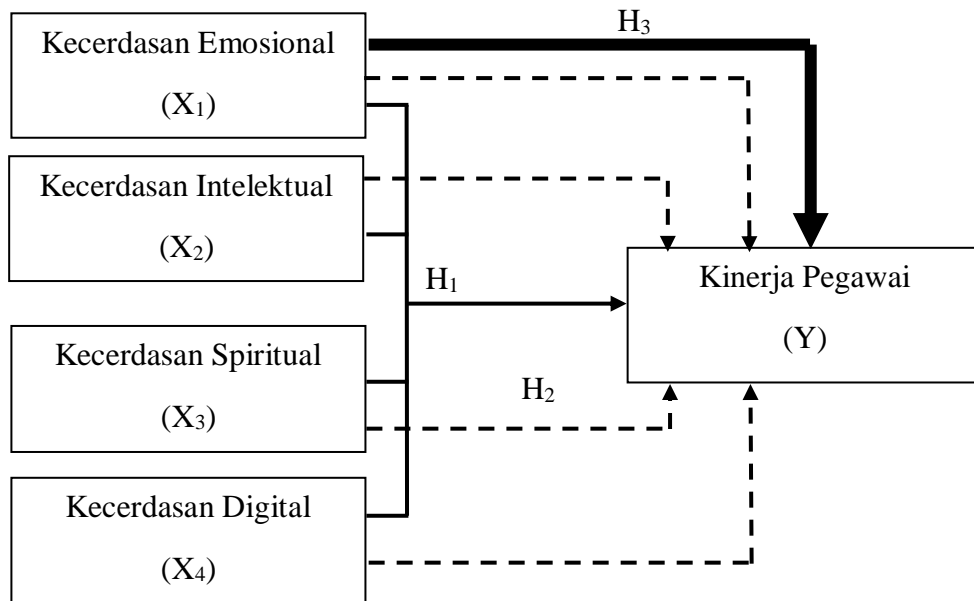 Kecerdasan Emosional
(X₁)
H₃
Kecerdasan Intelektual
(X₂)
H₁
Kinerja Pegawai
(Y)
Kecerdasan Spiritual
(X₃)
H₂
Kecerdasan Digital
(X₄)